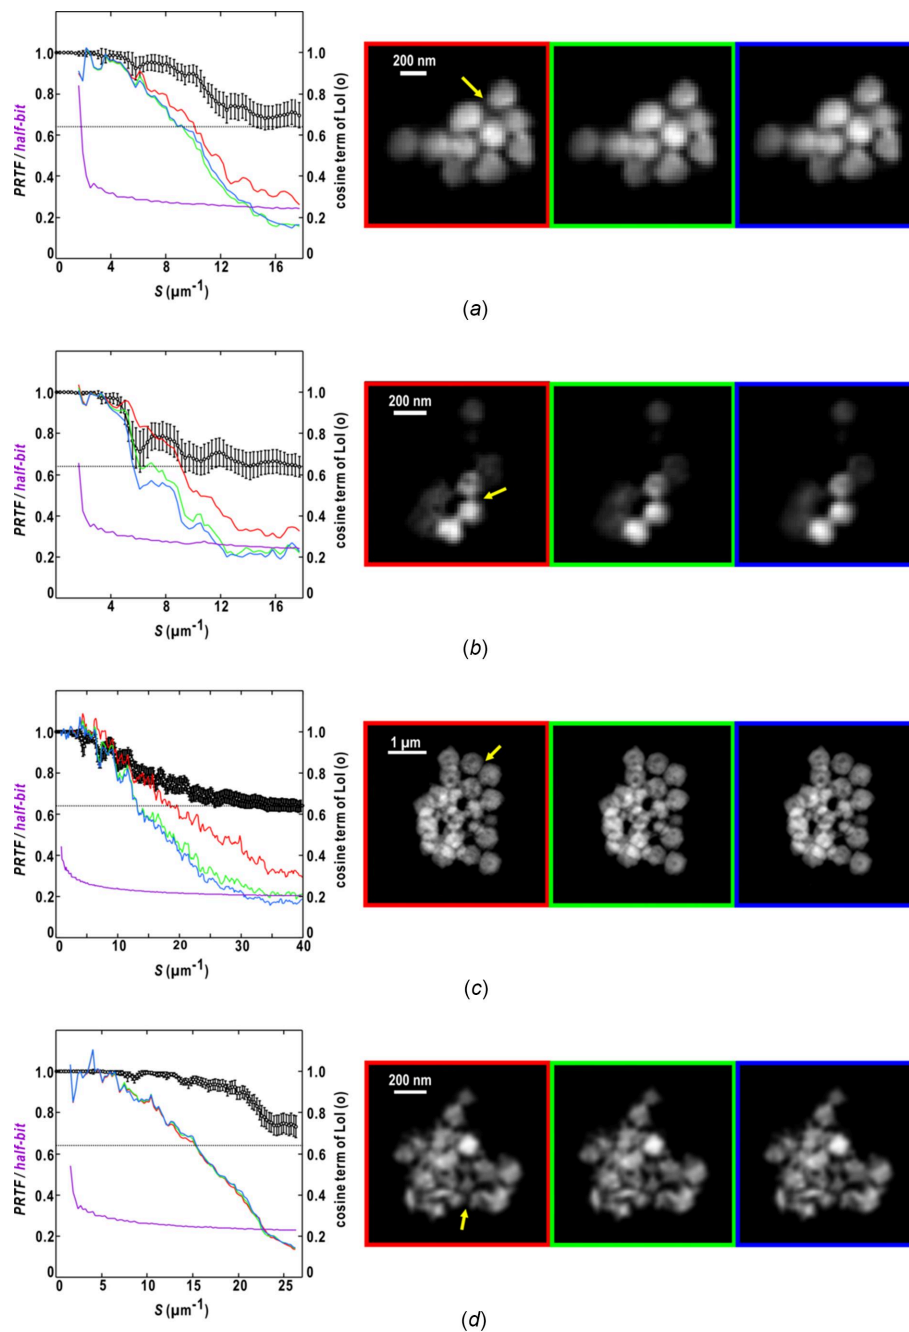 1.0
0.8
0.6
0.4
0.2
0
PRTF / half-bit
1.0
0.8
0.6
0.4
0.2
0
cosine term of LoI (o)
0 4 8 12 16
S (µm-1)
200 nm
(a)
1.0
0.8
0.6
0.4
0.2
0
PRTF / half-bit
1.0
0.8
0.6
0.4
0.2
0
cosine term of LoI (o)
0 4 8 12 16
S (µm-1)
200 nm
(b)
1.0
0.8
0.6
0.4
0.2
0
PRTF / half-bit
1.0
0.8
0.6
0.4
0.2
0
cosine term of LoI (o)
0 10 20 30 40
S (µm-1)
1 µm
(c)
1.0
0.8
0.6
0.4
0.2
0
PRTF / half-bit
1.0
0.8
0.6
0.4
0.2
0
cosine term of LoI (o)
0 5 10 15 20 25
S (µm-1)
200 nm
(d)